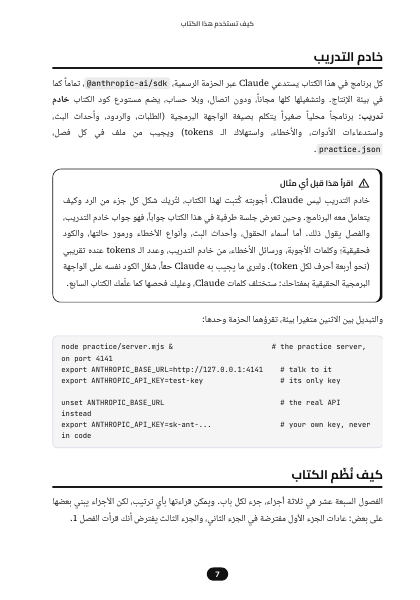 كيف تستخدم هذا الكتاب
خادم التدريب
كل برنامج في هذا الكتاب يستدعي Claude عبر الحزمة الرسمية، @anthropic-ai/sdk، تماماً كما
في بيئة الإنتاج. ولتشغيلها كلها مجاناً، ودون اتصال، وبلا حساب، يضم مستودع كود الكتاب خادم
تدريب: برنامجاً محلياً صغيراً يتكلم بصيغة الواجهة البرمجية (الطلبات، والردود، وأحداث البث،
واستدعاءات الأدوات، والأخطاء، واستهلاك الـ tokens) ويجيب من ملف في كل فصل،
practice.json.
⚠ اقرأ هذا قبل أي مثال
خادم التدريب ليس Claude. أجوبته كُتبت لهذا الكتاب، لتُريك شكل كل جزء من الرد وكيف
يتعامل معه البرنامج. وحين تعرض جلسة طرفية في هذا الكتاب جواباً، فهو جواب خادم التدريب،
والفصل يقول ذلك. أما أسماء الحقول، وأحداث البث، وأنواع الأخطاء ورموز حالتها، والكود
فحقيقية؛ وكلمات الأجوبة، ورسائل الأخطاء، من خادم التدريب، وعدد الـ tokens عنده تقريبي
(نحو أربعة أحرف لكل token). ولترى ما يجيب به Claude حقاً، شغّل الكود نفسه على الواجهة
البرمجية الحقيقية بمفتاحك: ستختلف كلمات Claude، وعليك فحصها كما علّمك الكتاب السابع.
والتبديل بين الاثنين متغيرا بيئة، تقرؤهما الحزمة وحدها:
node practice/server.mjs & # the practice server,
on port 4141
export ANTHROPIC_BASE_URL=http://127.0.0.1:4141 # talk to it
export ANTHROPIC_API_KEY=test-key # its only key
unset ANTHROPIC_BASE_URL # the real API
instead
export ANTHROPIC_API_KEY=sk-ant-... # your own key, never
in code
كيف نُظّم الكتاب
الفصول السبعة عشر في ثلاثة أجزاء، جزء لكل باب. ويمكن قراءتها بأي ترتيب، لكن الأجزاء يبني بعضها
على بعض: عادات الجزء الأول مفترضة في الجزء الثاني، والجزء الثالث يفترض أنك قرأت الفصل 1.
7